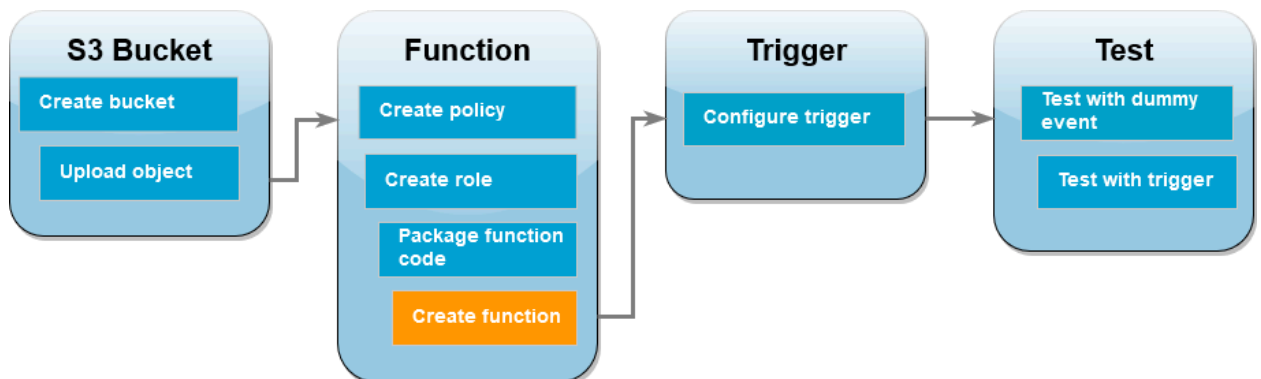 S3 Bucket
Create bucket
Upload object
Function
Create policy
Create role
Package function
code
Create function
Trigger
Configure trigger
Test
Test with dummy
event
Test with trigger